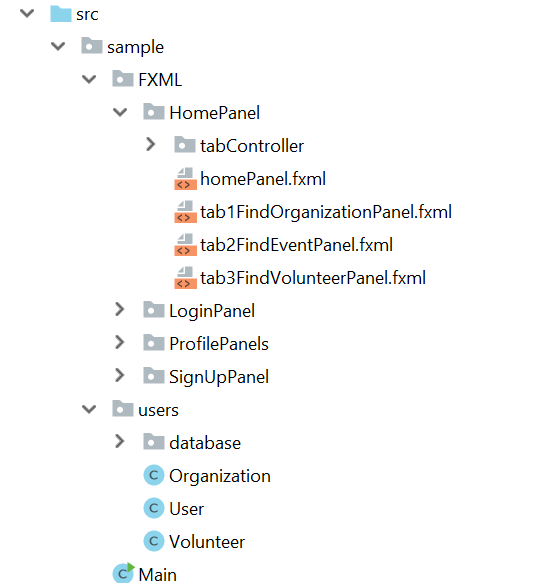 src
sample
FXML
HomePanel
tabController
homePanel.fxml
tab1FindOrganizationPanel.fxml
tab2FindEventPanel.fxml
tab3FindVolunteerPanel.fxml
LoginPanel
ProfilePanels
SignUpPanel
users
database
C Organization
C User
C Volunteer
C Main